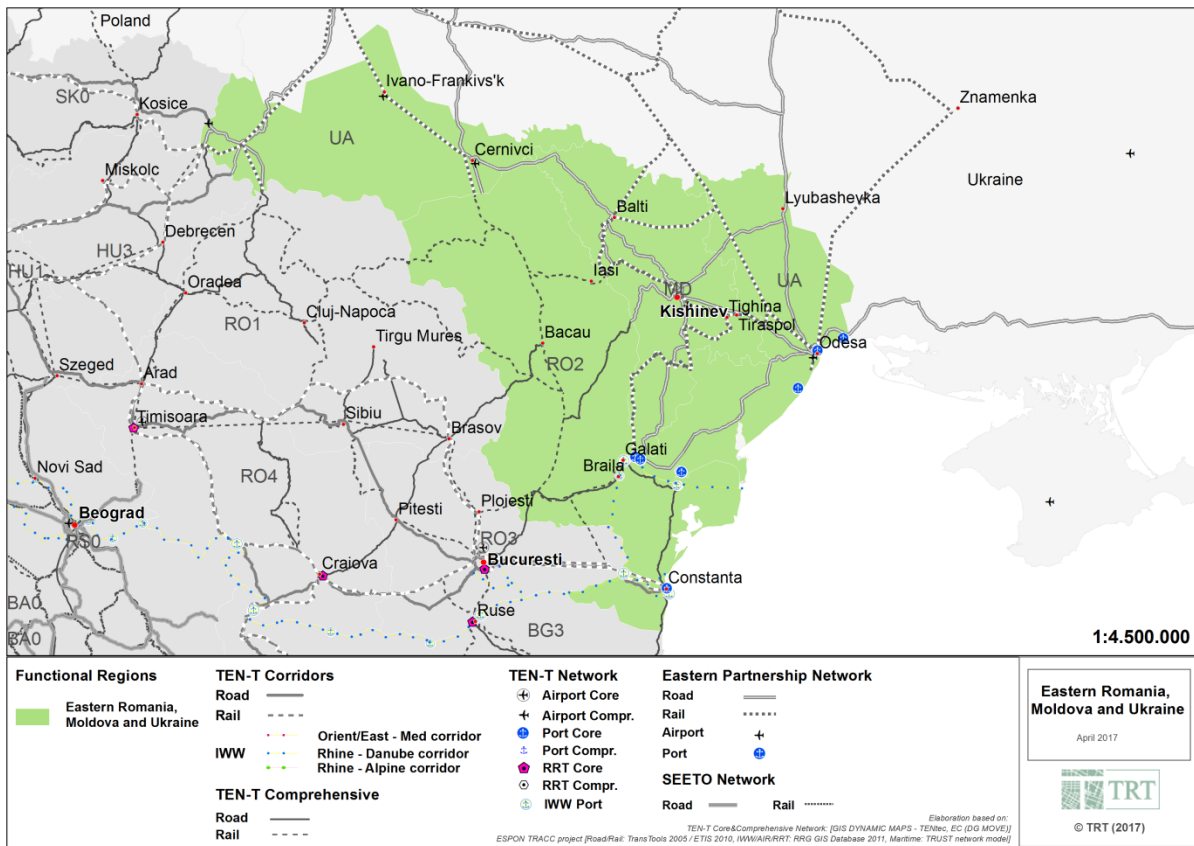 Poland
Ivano-Frankivs'k
SK0
Kosice
Znamenka
UA
Cernivci
Miskolc
Ukraine
Balti
Lyubashevka
Debrecen
HU3
HU1
Iasi
Oradea
MD
UA
Kishinev
Tighina
Tiraspol
RO1
Cluj-Napoca
Bacau
Tirgu Mures
Odesa
RO2
Szeged
Arad
Timisoara
Sibiu
Brasov
Galati
Braila
Novi Sad
RO4
Plojesti
Pitesti
Beograd
RS0
RO3
Bucuresti
Craiova
Constanta
BA0
Ruse
BG3
BA0
1:4.500.000
Functional Regions
Eastern Romania,
Moldova and Ukraine
TEN-T Corridors
Road
Rail
Orient/East - Med corridor
IWW
Rhine - Danube corridor
Rhine - Alpine corridor
TEN-T Comprehensive
Road
Rail
TEN-T Network
Airport Core
Airport Compr.
Port Core
Port Compr.
RRT Core
RRT Compr.
IWW Port
Eastern Partnership Network
Road
Rail
Airport
Port
SEETO Network
Road Rail
Elaboration based on:
TEN-T Core&Comprehensive Network: [GIS DYNAMIC MAPS - TENtec, EC (DG MOVE)]
ESPON TRACC project [Road/Rail: TransTools 2005 / ETIS 2010, IWW/AIR/RRT: RRG GIS Database 2011, Maritime: TRUST network model]
Eastern Romania,
Moldova and Ukraine
April 2017
TRT
© TRT (2017)